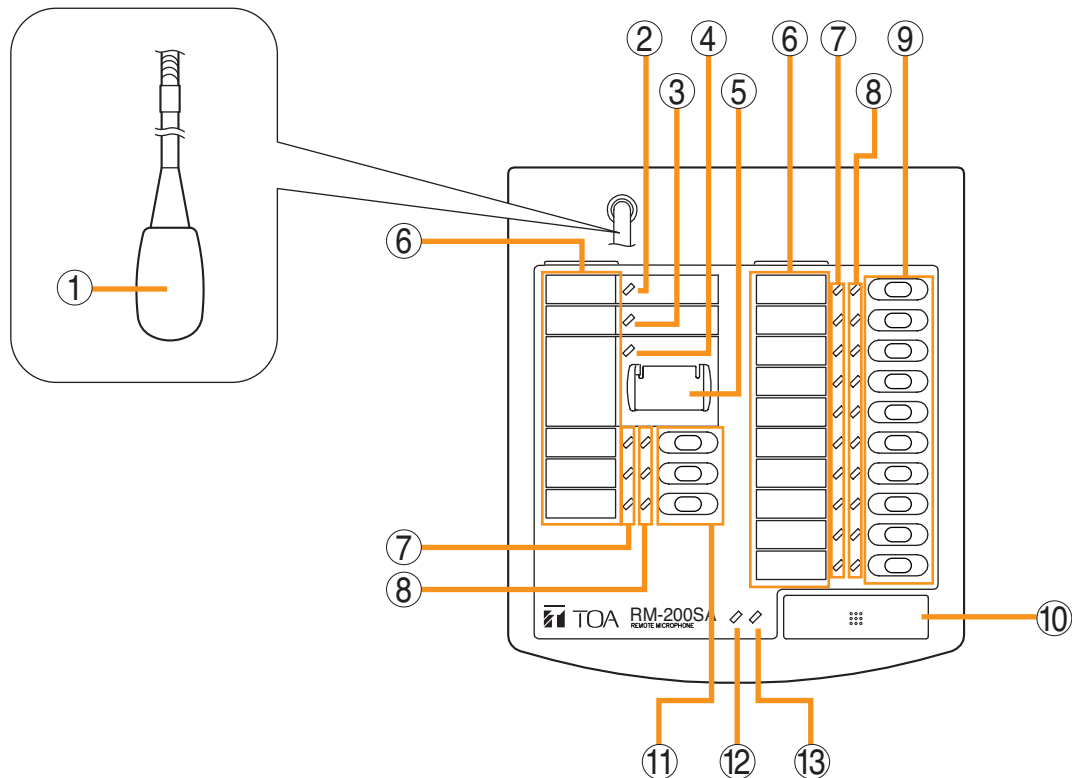 ② ④ ⑥ ⑦ ⑨
③ ⑤ ⑧
⑥
①
⑦
⑧
TOA RM-200SA
REMOTE MICROPHONE
⑩
⑪ ⑫ ⑬